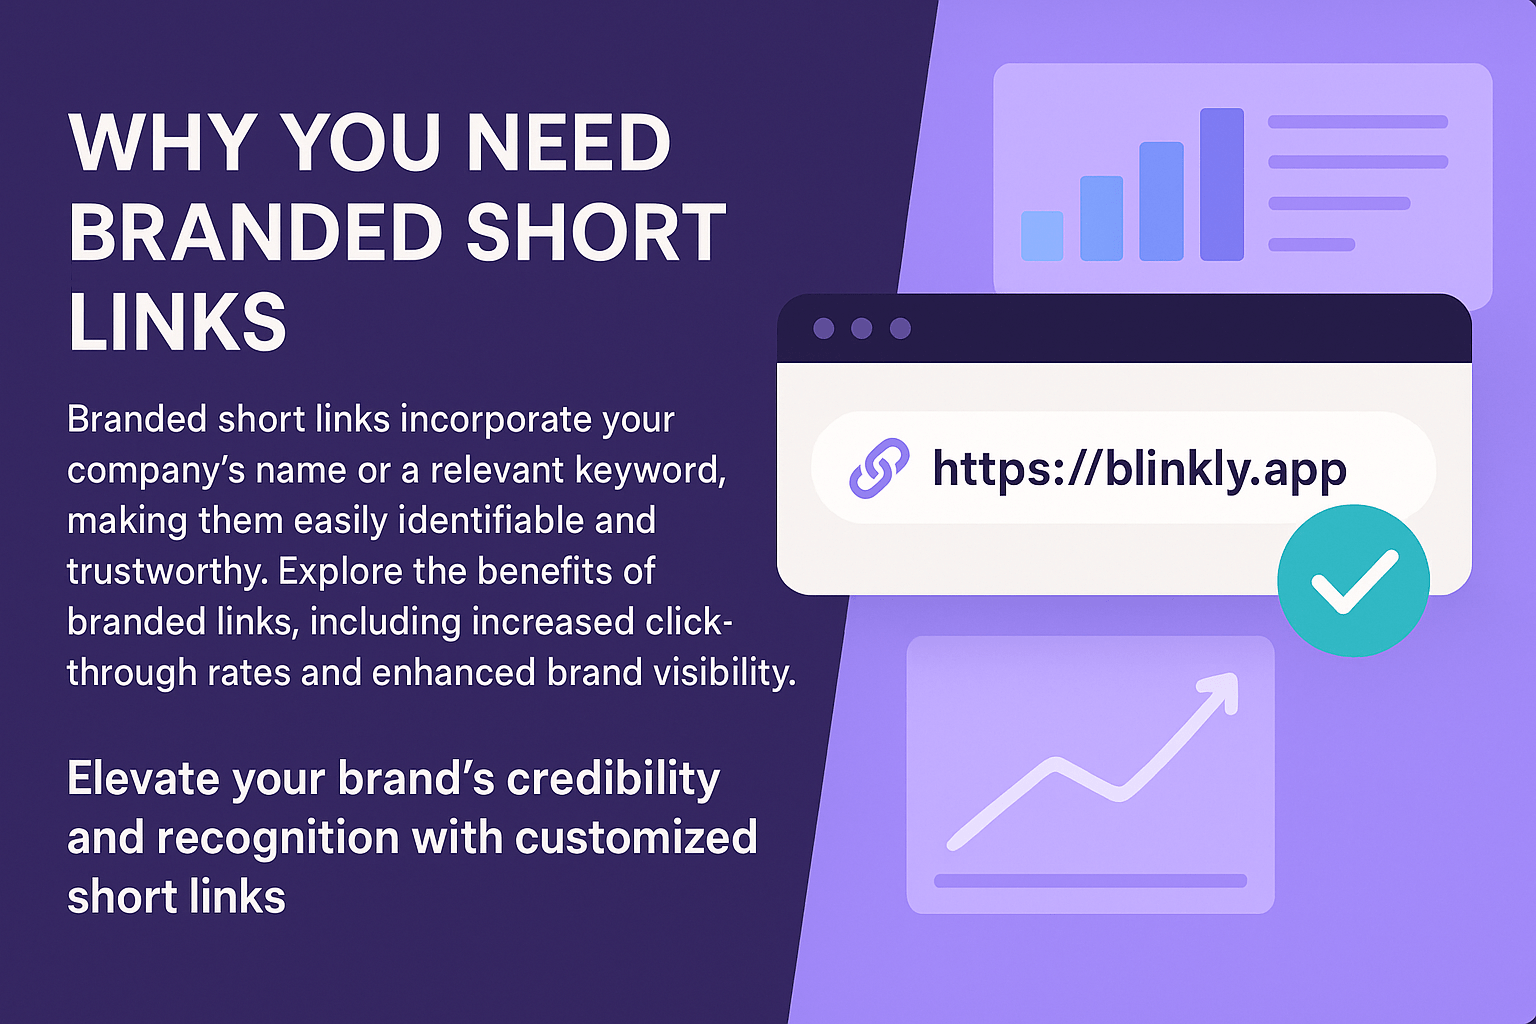 WHY YOU NEED
BRANDED SHORT
LINKS
Branded short links incorporate your
company’s name or a relevant keyword,
making them easily identifiable and
trustworthy. Explore the benefits of
branded links, including increased click-
through rates and enhanced brand visibility.
Elevate your brand’s credibility
and recognition with customized
short links
https://blinkly.app